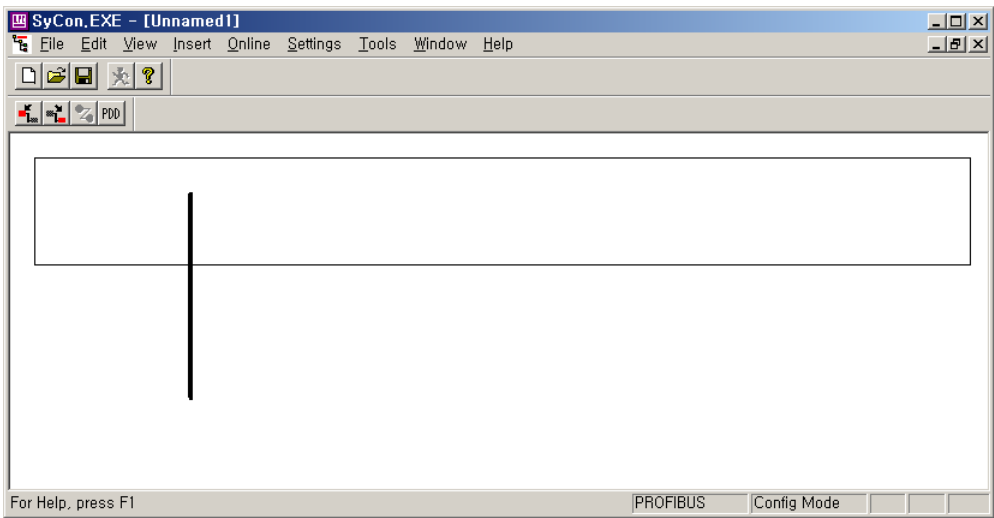 SyCon.EXE - [Unnamed1]
File Edit View Insert Online Settings Tools Window Help
PDD
For Help, press F1 PROFIBUS Config Mode